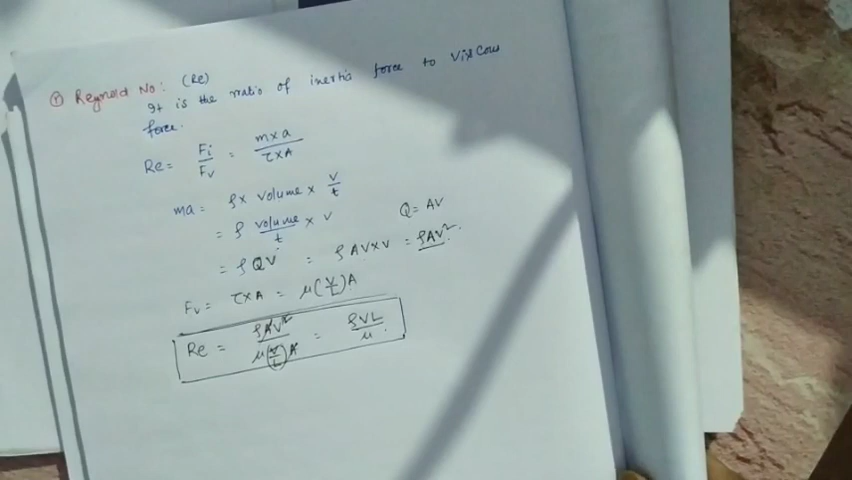 ① Reynold No: (Re)
It is the ratio of inertia force to Viscous
force.
Re = Fi/Fv = m×a/τ×A
ma = ρ× volume × v/t
= ρ volume/t × v Q = AV
= ρQV = ρAV×V = ρAV².
Fv = τ×A = μ(V/L)A
Re = ρAV²/μ(V/L)A = ρVL/μ.